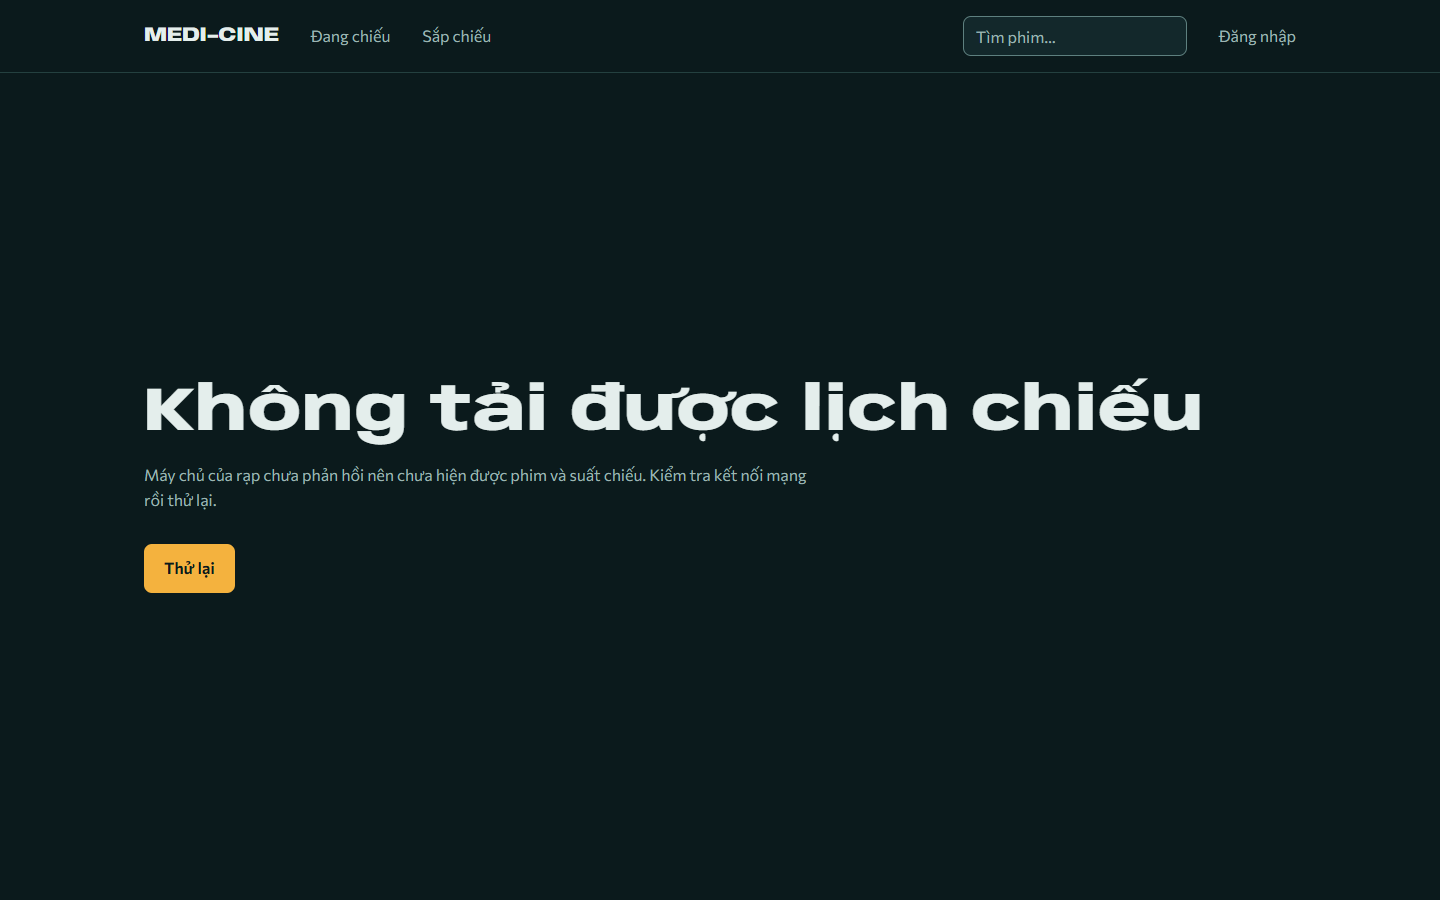 MEDI-CINE
Đang chiếu
Sắp chiếu
Tìm phim...
Đăng nhập
Không tải được lịch chiếu
Máy chủ của rạp chưa phản hồi nên chưa hiện được phim và suất chiếu. Kiểm tra kết nối mạng
rồi thử lại.
Thử lại